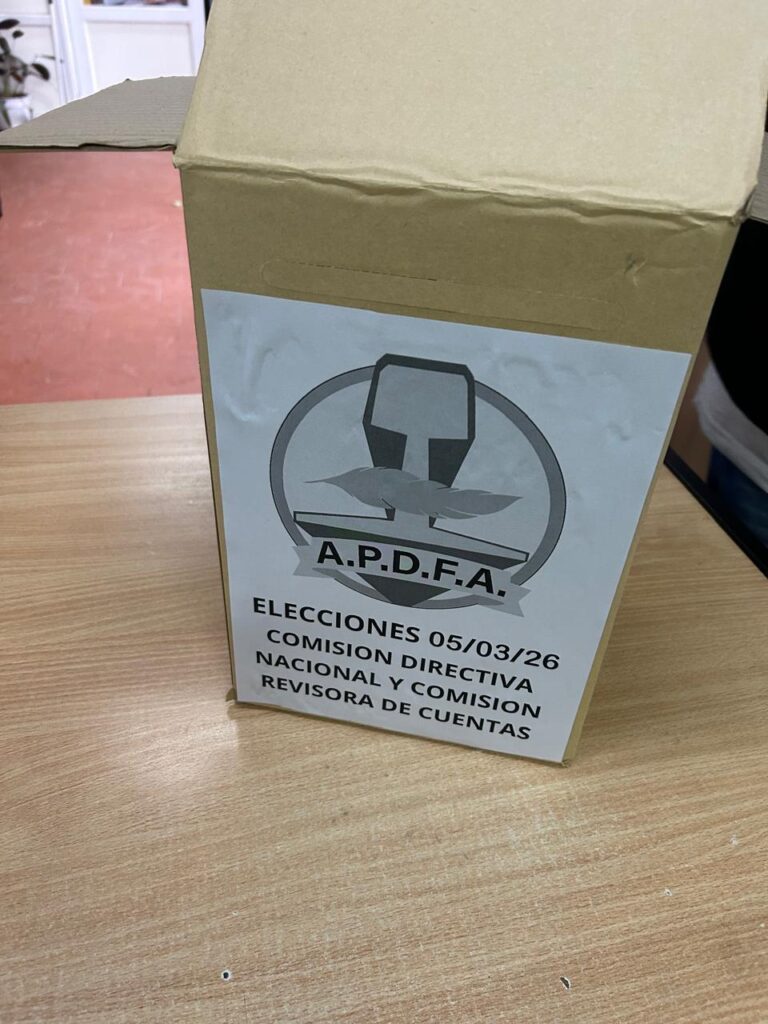 A.P.D.F.A.
ELECCIONES 05/03/26
COMISION DIRECTIVA
NACIONAL Y COMISION
REVISORA DE CUENTAS